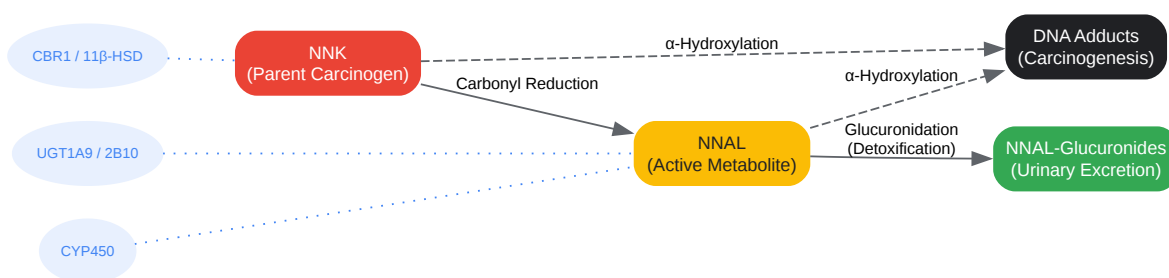 CBR1 / 11β-HSD
NNK
(Parent Carcinogen)
α-Hydroxylation
DNA Adducts
(Carcinogenesis)
Carbonyl Reduction
α-Hydroxylation
UGT1A9 / 2B10
NNAL
(Active Metabolite)
Glucuronidation
(Detoxification)
NNAL-Glucuronides
(Urinary Excretion)
CYP450